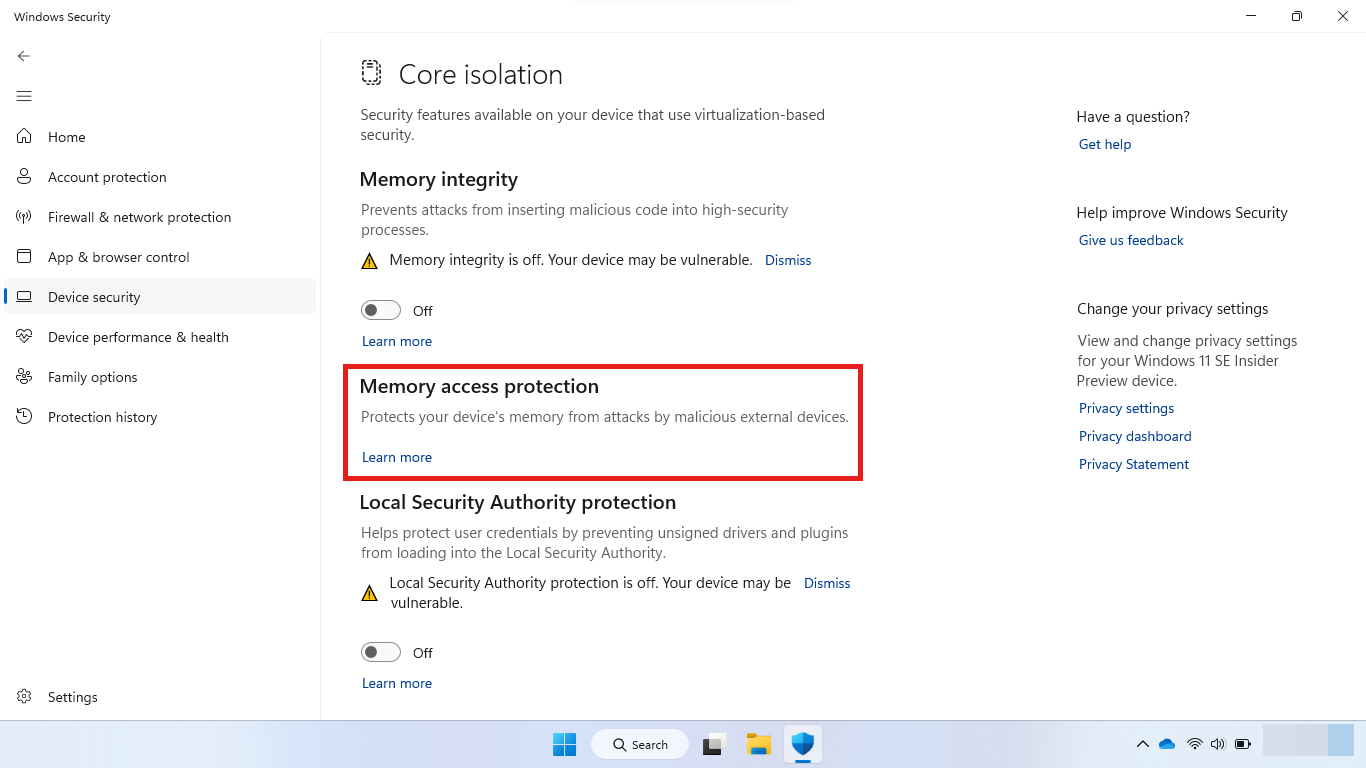 Windows Security
Home
Account protection
Firewall & network protection
App & browser control
Device security
Device performance & health
Family options
Protection history
Settings
Core isolation
Security features available on your device that use virtualization-based
security.
Memory integrity
Prevents attacks from inserting malicious code into high-security
processes.
Memory integrity is off. Your device may be vulnerable. Dismiss
Off
Learn more
Memory access protection
Protects your device's memory from attacks by malicious external devices.
Learn more
Local Security Authority protection
Helps protect user credentials by preventing unsigned drivers and plugins
from loading into the Local Security Authority.
Local Security Authority protection is off. Your device may be Dismiss
vulnerable.
Off
Learn more
Have a question?
Get help
Help improve Windows Security
Give us feedback
Change your privacy settings
View and change privacy settings
for your Windows 11 SE Insider
Preview device.
Privacy settings
Privacy dashboard
Privacy Statement
Search